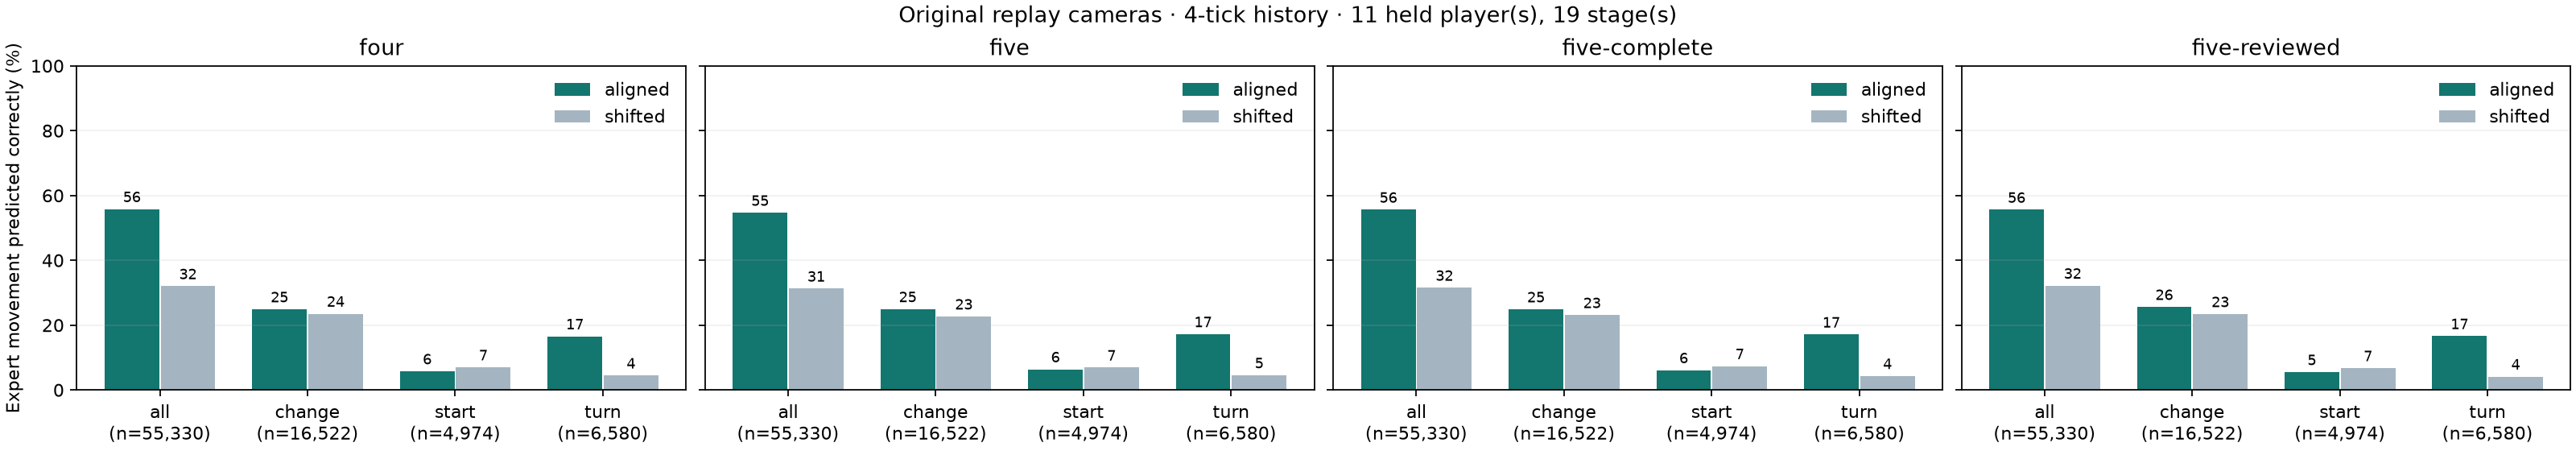 Original replay cameras · 4-tick history · 11 held player(s), 19 stage(s)
Expert movement predicted correctly (%)
four
100
80
60
40
20
0
aligned
shifted
56
32
25
24
6
7
17
4
all
(n=55,330)
change
(n=16,522)
start
(n=4,974)
turn
(n=6,580)
five
aligned
shifted
55
31
25
23
6
7
17
5
all
(n=55,330)
change
(n=16,522)
start
(n=4,974)
turn
(n=6,580)
five-complete
aligned
shifted
56
32
25
23
6
7
17
4
all
(n=55,330)
change
(n=16,522)
start
(n=4,974)
turn
(n=6,580)
five-reviewed
aligned
shifted
56
32
26
23
5
7
17
4
all
(n=55,330)
change
(n=16,522)
start
(n=4,974)
turn
(n=6,580)